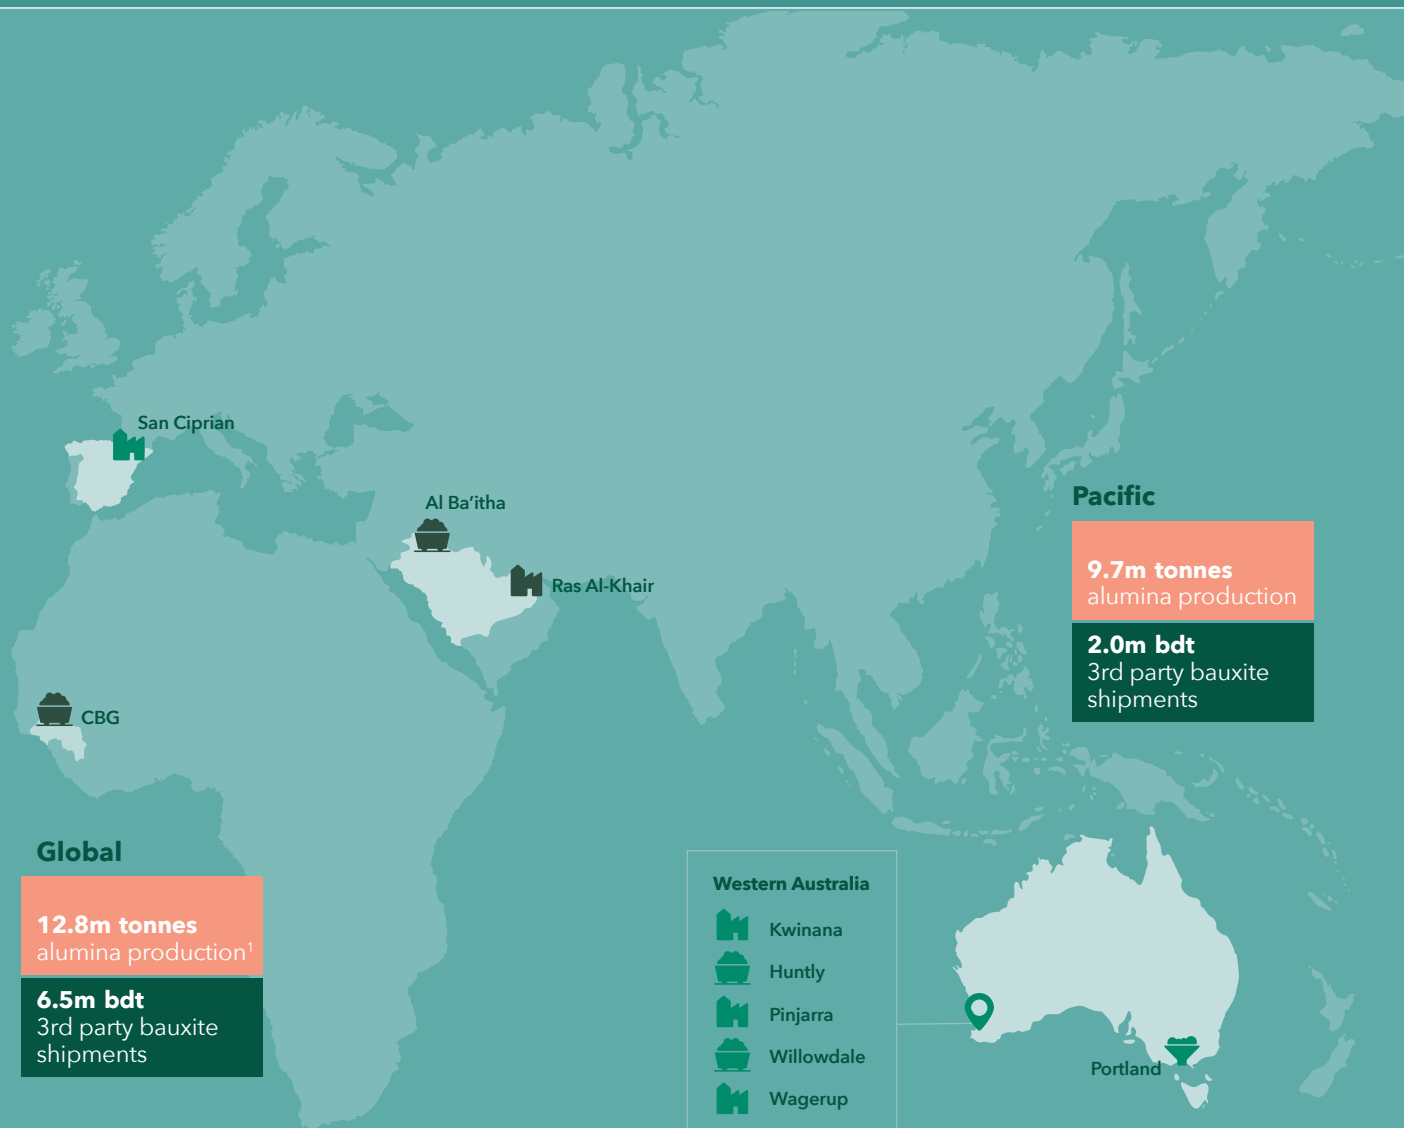 San Ciprian
Al Ba’itha
Ras Al-Khair
CBG
Pacific
9.7m tonnes
alumina production
2.0m bdt
3rd party bauxite
shipments
Global
12.8m tonnes
alumina production¹
6.5m bdt
3rd party bauxite
shipments
Western Australia
Kwinana
Huntly
Pinjarra
Willowdale
Wagerup
Portland